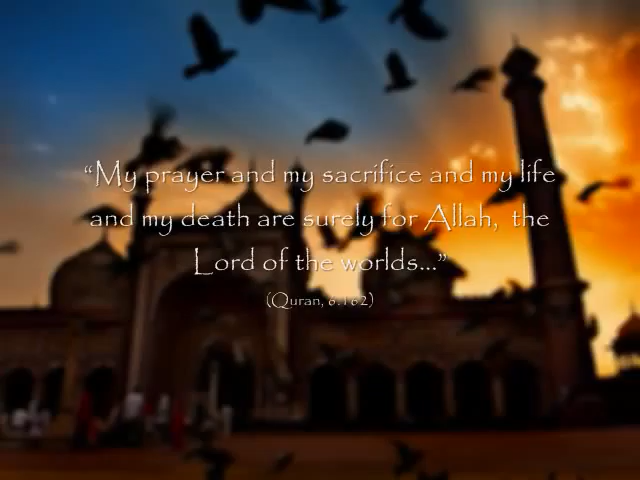 “My prayer and my sacrifice and my life
and my death are surely for Allah, the
Lord of the worlds...”
(Quran, 6:162)